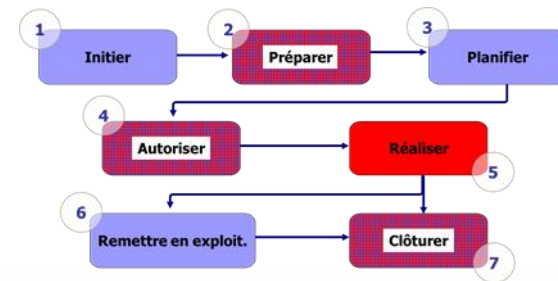 1
Initier
2
Préparer
3
Planifier
4
Autoriser
Réaliser
5
6
Remettre en exploit.
Clôturer
7